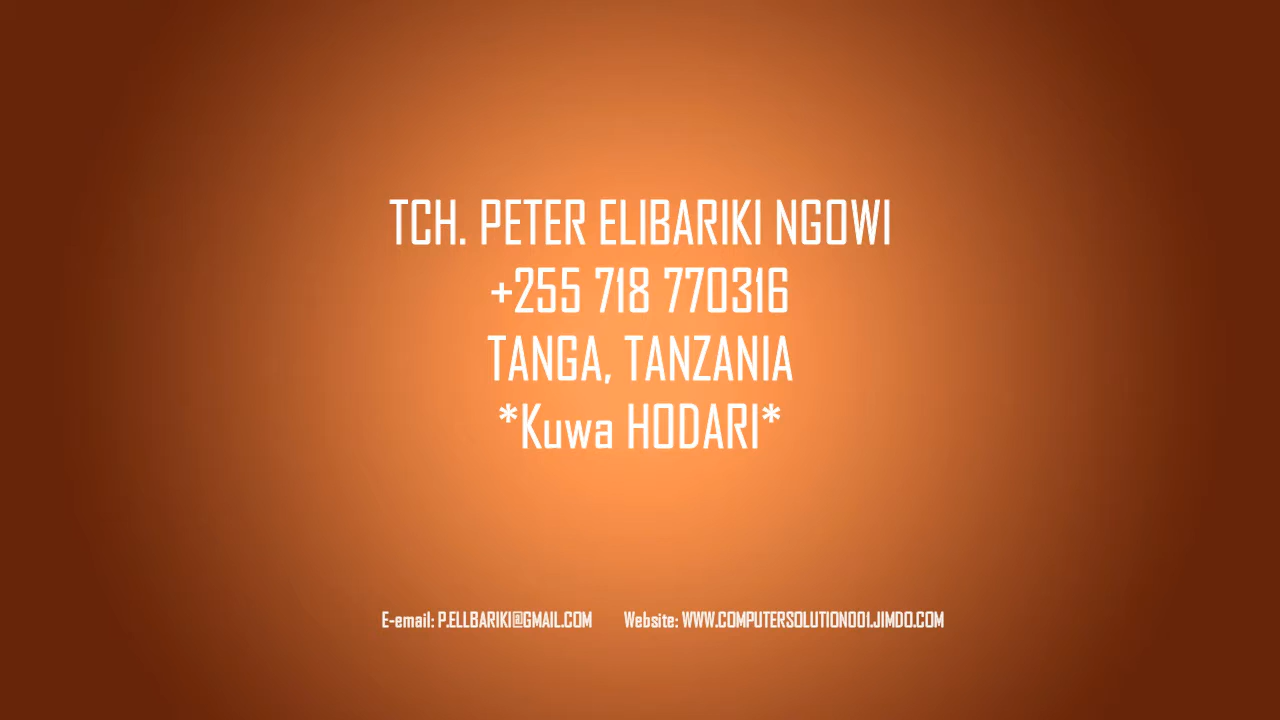 TCH. PETER ELIBARIKI NGOWI
+255 718 770316
TANGA, TANZANIA
*Kuwa HODARI*
E-email: P.ELLBARIKI@GMAIL.COM Website: WWW.COMPUTERSOLUTION001.JIMDO.COM